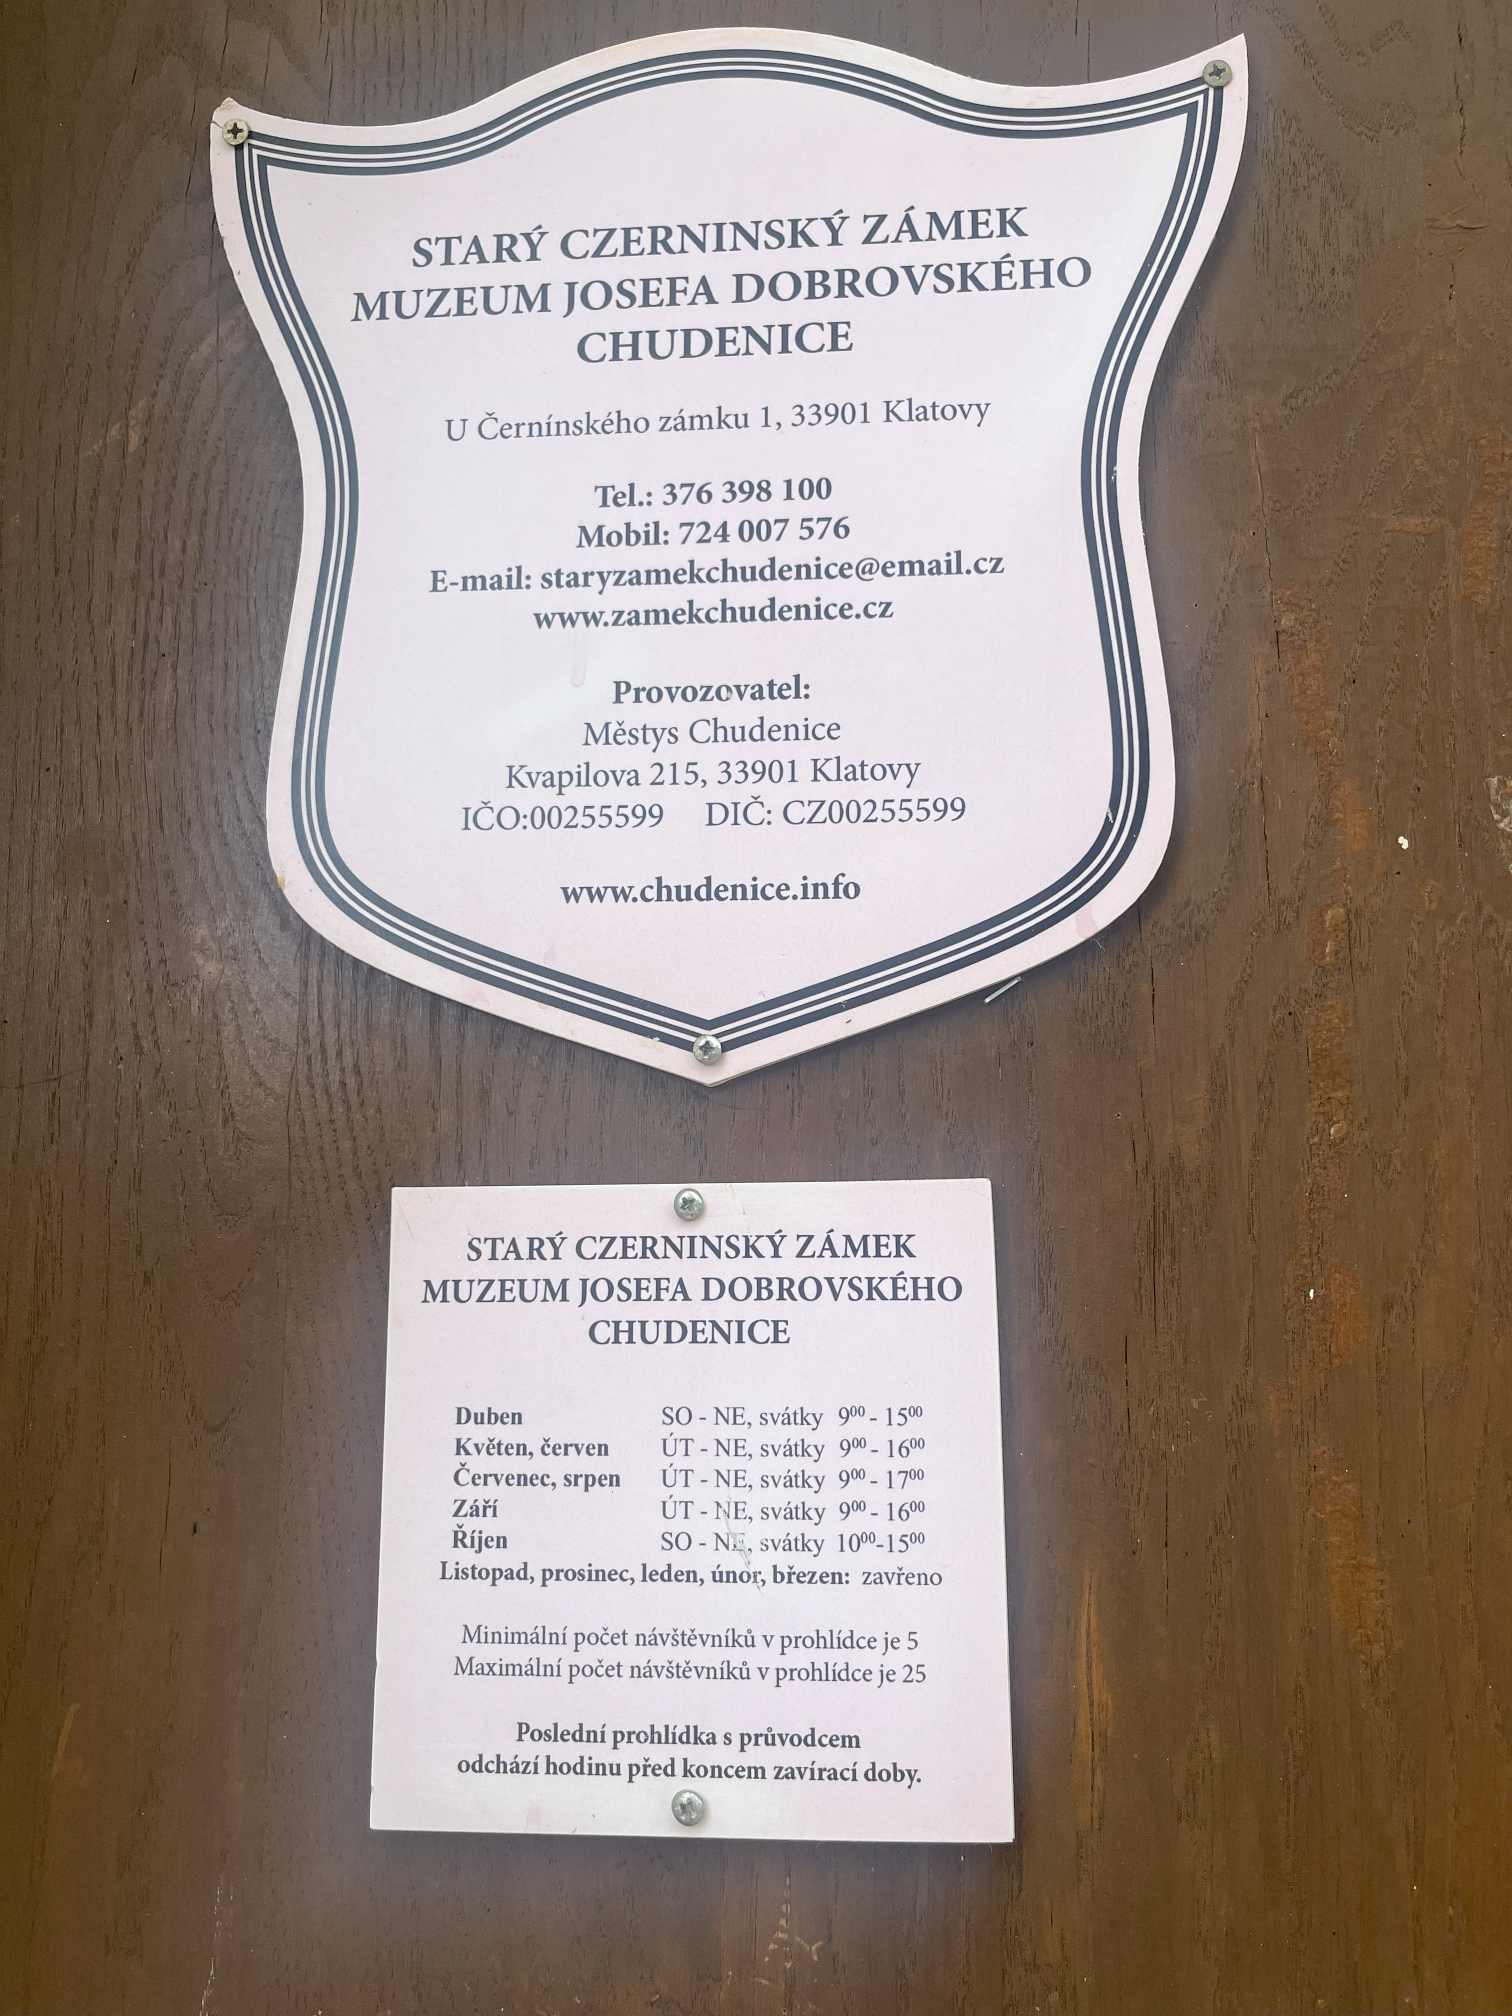 STARÝ CZERNINSKÝ ZÁMEK
MUZEUM JOSEFA DOBROVSKÉHO
CHUDENICE
U Černínského zámku 1, 33901 Klatovy
Tel.: 376 398 100
Mobil: 724 007 576
E-mail: staryzamekchudenice@email.cz
www.zamekchudenice.cz
Provozovatel:
Městys Chudenice
Kvapilova 215, 33901 Klatovy
IČO:00255599 DIČ: CZ00255599
www.chudenice.info
STARÝ CZERNINSKÝ ZÁMEK
MUZEUM JOSEFA DOBROVSKÉHO
CHUDENICE
Duben SO - NE, svátky 9⁰⁰ - 15⁰⁰
Květen, červen ÚT - NE, svátky 9⁰⁰ - 16⁰⁰
Červenec, srpen ÚT - NE, svátky 9⁰⁰ - 17⁰⁰
Září ÚT - NE, svátky 9⁰⁰ - 16⁰⁰
Říjen SO - NE, svátky 10⁰⁰-15⁰⁰
Listopad, prosinec, leden, únor, březen: zavřeno
Minimální počet návštěvníků v prohlídce je 5
Maximální počet návštěvníků v prohlídce je 25
Poslední prohlídka s průvodcem
odchází hodinu před koncem zavírací doby.